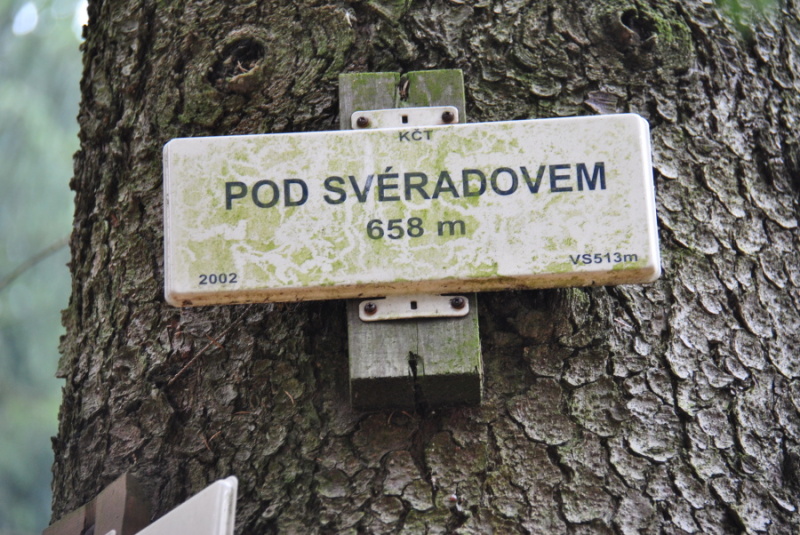 KČT
POD SVÉRADOVEM
658 m
2002
VS513m